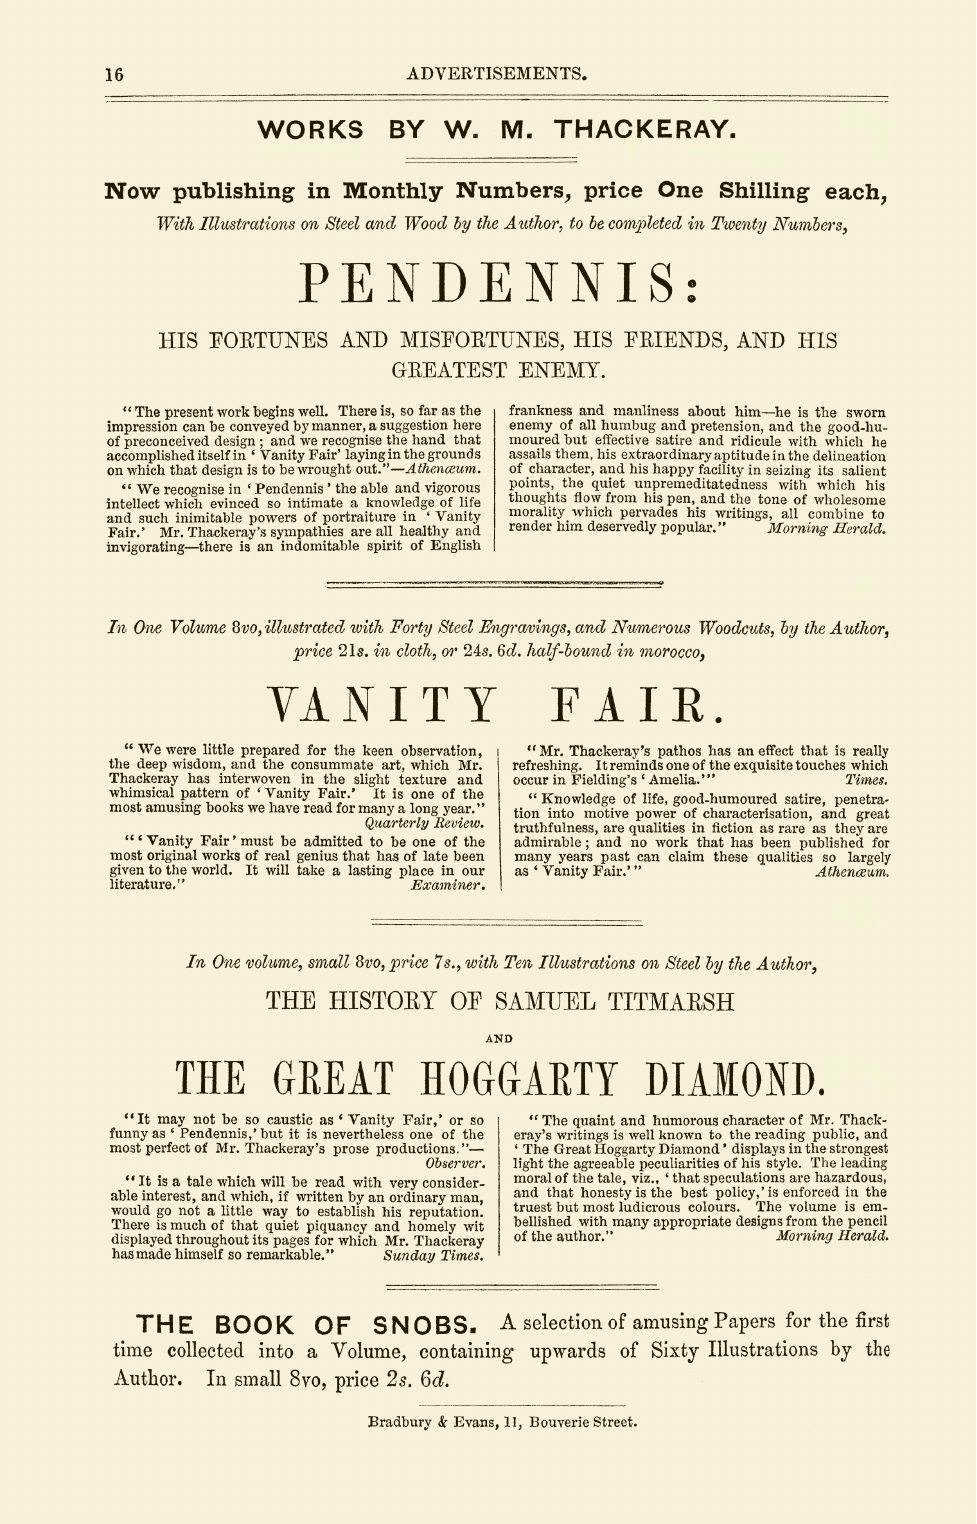 16 ADVERTISEMENTS.
WORKS BY W. M. THACKERAY.
Now publishing in Monthly Numbers, price One Shilling each,
With Illustrations on Steel and Wood by the Author, to be completed in Twenty Numbers,
PENDENNIS:
HIS FORTUNES AND MISFORTUNES, HIS FRIENDS, AND HIS
GREATEST ENEMY.
“The present work begins well. There is, so far as the
impression can be conveyed by manner, a suggestion here
of preconceived design; and we recognise the hand that
accomplished itself in ‘Vanity Fair’ laying in the grounds
on which that design is to be wrought out.”—Athenæum.
“We recognise in ‘Pendennis’ the able and vigorous
intellect which evinced so intimate a knowledge of life
and such inimitable powers of portraiture in ‘Vanity
Fair.’ Mr. Thackeray’s sympathies are all healthy and
invigorating—there is an indomitable spirit of English
frankness and manliness about him—he is the sworn
enemy of all humbug and pretension, and the good-hu-
moured but effective satire and ridicule with which he
assails them, his extraordinary aptitude in the delineation
of character, and his happy facility in seizing its salient
points, the quiet unpremeditatedness with which his
thoughts flow from his pen, and the tone of wholesome
morality which pervades his writings, all combine to
render him deservedly popular.” Morning Herald.
In One Volume 8vo, illustrated with Forty Steel Engravings, and Numerous Woodcuts, by the Author,
price 21s. in cloth, or 24s. 6d. half-bound in morocco,
VANITY FAIR.
“We were little prepared for the keen observation,
the deep wisdom, and the consummate art, which Mr.
Thackeray has interwoven in the slight texture and
whimsical pattern of ‘Vanity Fair.’ It is one of the
most amusing books we have read for many a long year.”
Quarterly Review.
“‘Vanity Fair’ must be admitted to be one of the
most original works of real genius that has of late been
given to the world. It will take a lasting place in our
literature.” Examiner.
“Mr. Thackeray’s pathos has an effect that is really
refreshing. It reminds one of the exquisite touches which
occur in Fielding’s ‘Amelia.’” Times.
“Knowledge of life, good-humoured satire, penetra-
tion into motive power of characterisation, and great
truthfulness, are qualities in fiction as rare as they are
admirable; and no work that has been published for
many years past can claim these qualities so largely
as ‘Vanity Fair.’” Athenæum.
In One volume, small 8vo, price 7s., with Ten Illustrations on Steel by the Author,
THE HISTORY OF SAMUEL TITMARSH
AND
THE GREAT HOGGARTY DIAMOND.
“It may not be so caustic as ‘Vanity Fair,’ or so
funny as ‘Pendennis,’ but it is nevertheless one of the
most perfect of Mr. Thackeray’s prose productions.”—
Observer.
“It is a tale which will be read with very consider-
able interest, and which, if written by an ordinary man,
would go not a little way to establish his reputation.
There is much of that quiet piquancy and homely wit
displayed throughout its pages for which Mr. Thackeray
has made himself so remarkable.” Sunday Times.
“The quaint and humorous character of Mr. Thack-
eray’s writings is well known to the reading public, and
‘The Great Hoggarty Diamond’ displays in the strongest
light the agreeable peculiarities of his style. The leading
moral of the tale, viz., ‘that speculations are hazardous,
and that honesty is the best policy,’ is enforced in the
truest but most ludicrous colours. The volume is em-
bellished with many appropriate designs from the pencil
of the author.” Morning Herald.
THE BOOK OF SNOBS. A selection of amusing Papers for the first
time collected into a Volume, containing upwards of Sixty Illustrations by the
Author. In small 8vo, price 2s. 6d.
Bradbury & Evans, 11, Bouverie Street.